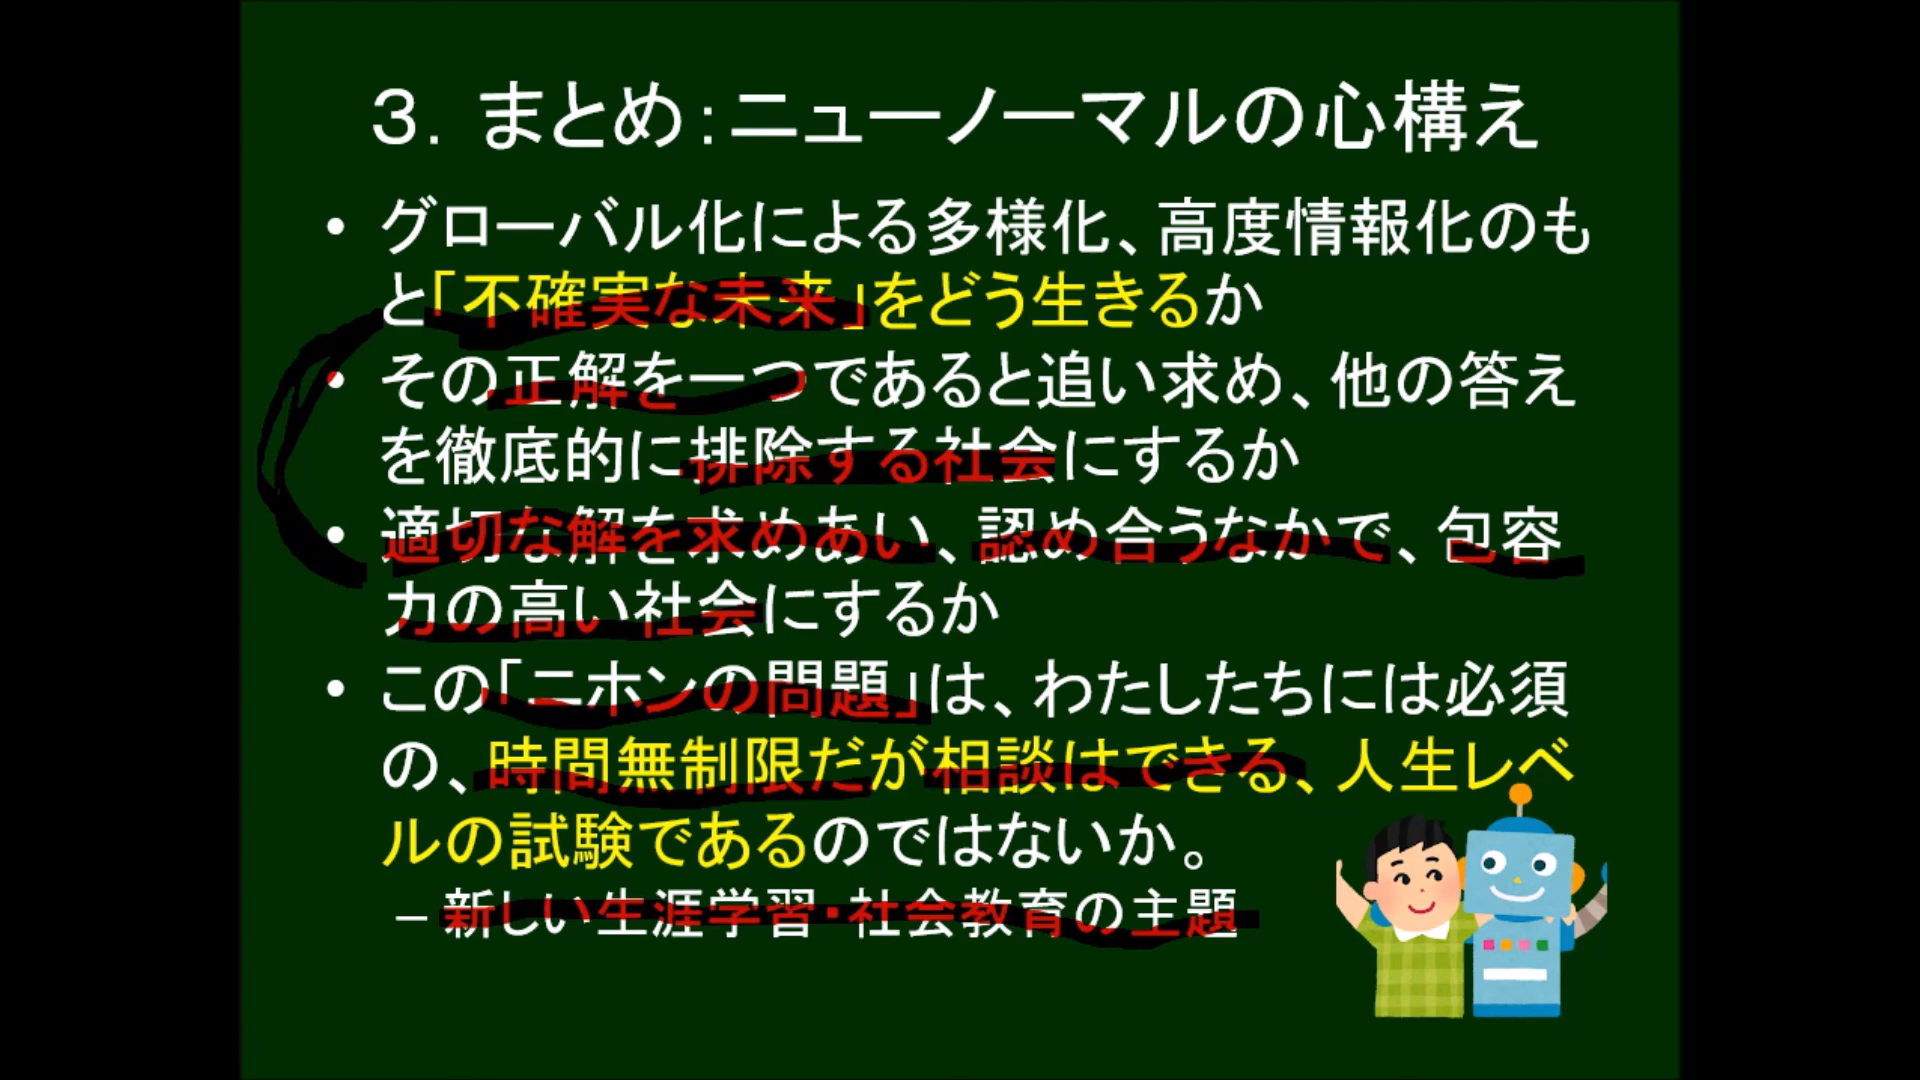 ３．まとめ：ニューノーマルの心構え
• グローバル化による多様化、高度情報化のも
と「不確実な未来」をどう生きるか
• その正解を一つであると追い求め、他の答え
を徹底的に排除する社会にするか
• 適切な解を求めあい、認め合うなかで、包容
力の高い社会にするか
• この「ニホンの問題」は、わたしたちには必須
の、時間無制限だが相談はできる、人生レベ
ルの試験であるのではないか。
– 新しい生涯学習・社会教育の主題